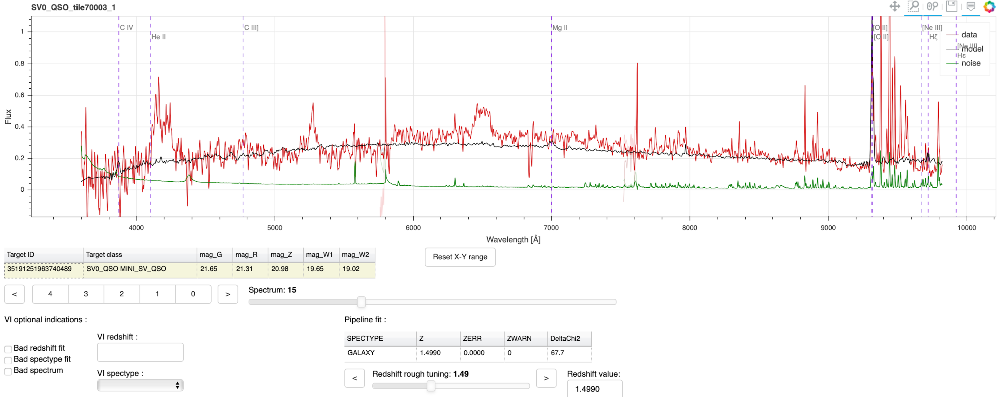 SV0_QSO_tile70003_1
C IV
He II
C III]
Mg II
[O II]
[O II]
[Ne III]
Hζ
[Ne III]
Hε
data
model
noise
1
0.8
0.6
0.4
0.2
0
Flux
4000 5000 6000 7000 8000 9000 10000
Wavelength [Å]
Target ID Target class mag_G mag_R mag_Z mag_W1 mag_W2
35191251963740489 SV0_QSO MINI_SV_QSO 21.65 21.31 20.98 19.65 19.02
Reset X-Y range
< 4 3 2 1 0 >
Spectrum: 15
VI optional indications :
Bad redshift fit
Bad spectype fit
Bad spectrum
VI redshift :
VI spectype :
Pipeline fit :
SPECTYPE Z ZERR ZWARN DeltaChi2
GALAXY 1.4990 0.0000 0 67.7
< Redshift rough tuning: 1.49 >
Redshift value:
1.4990